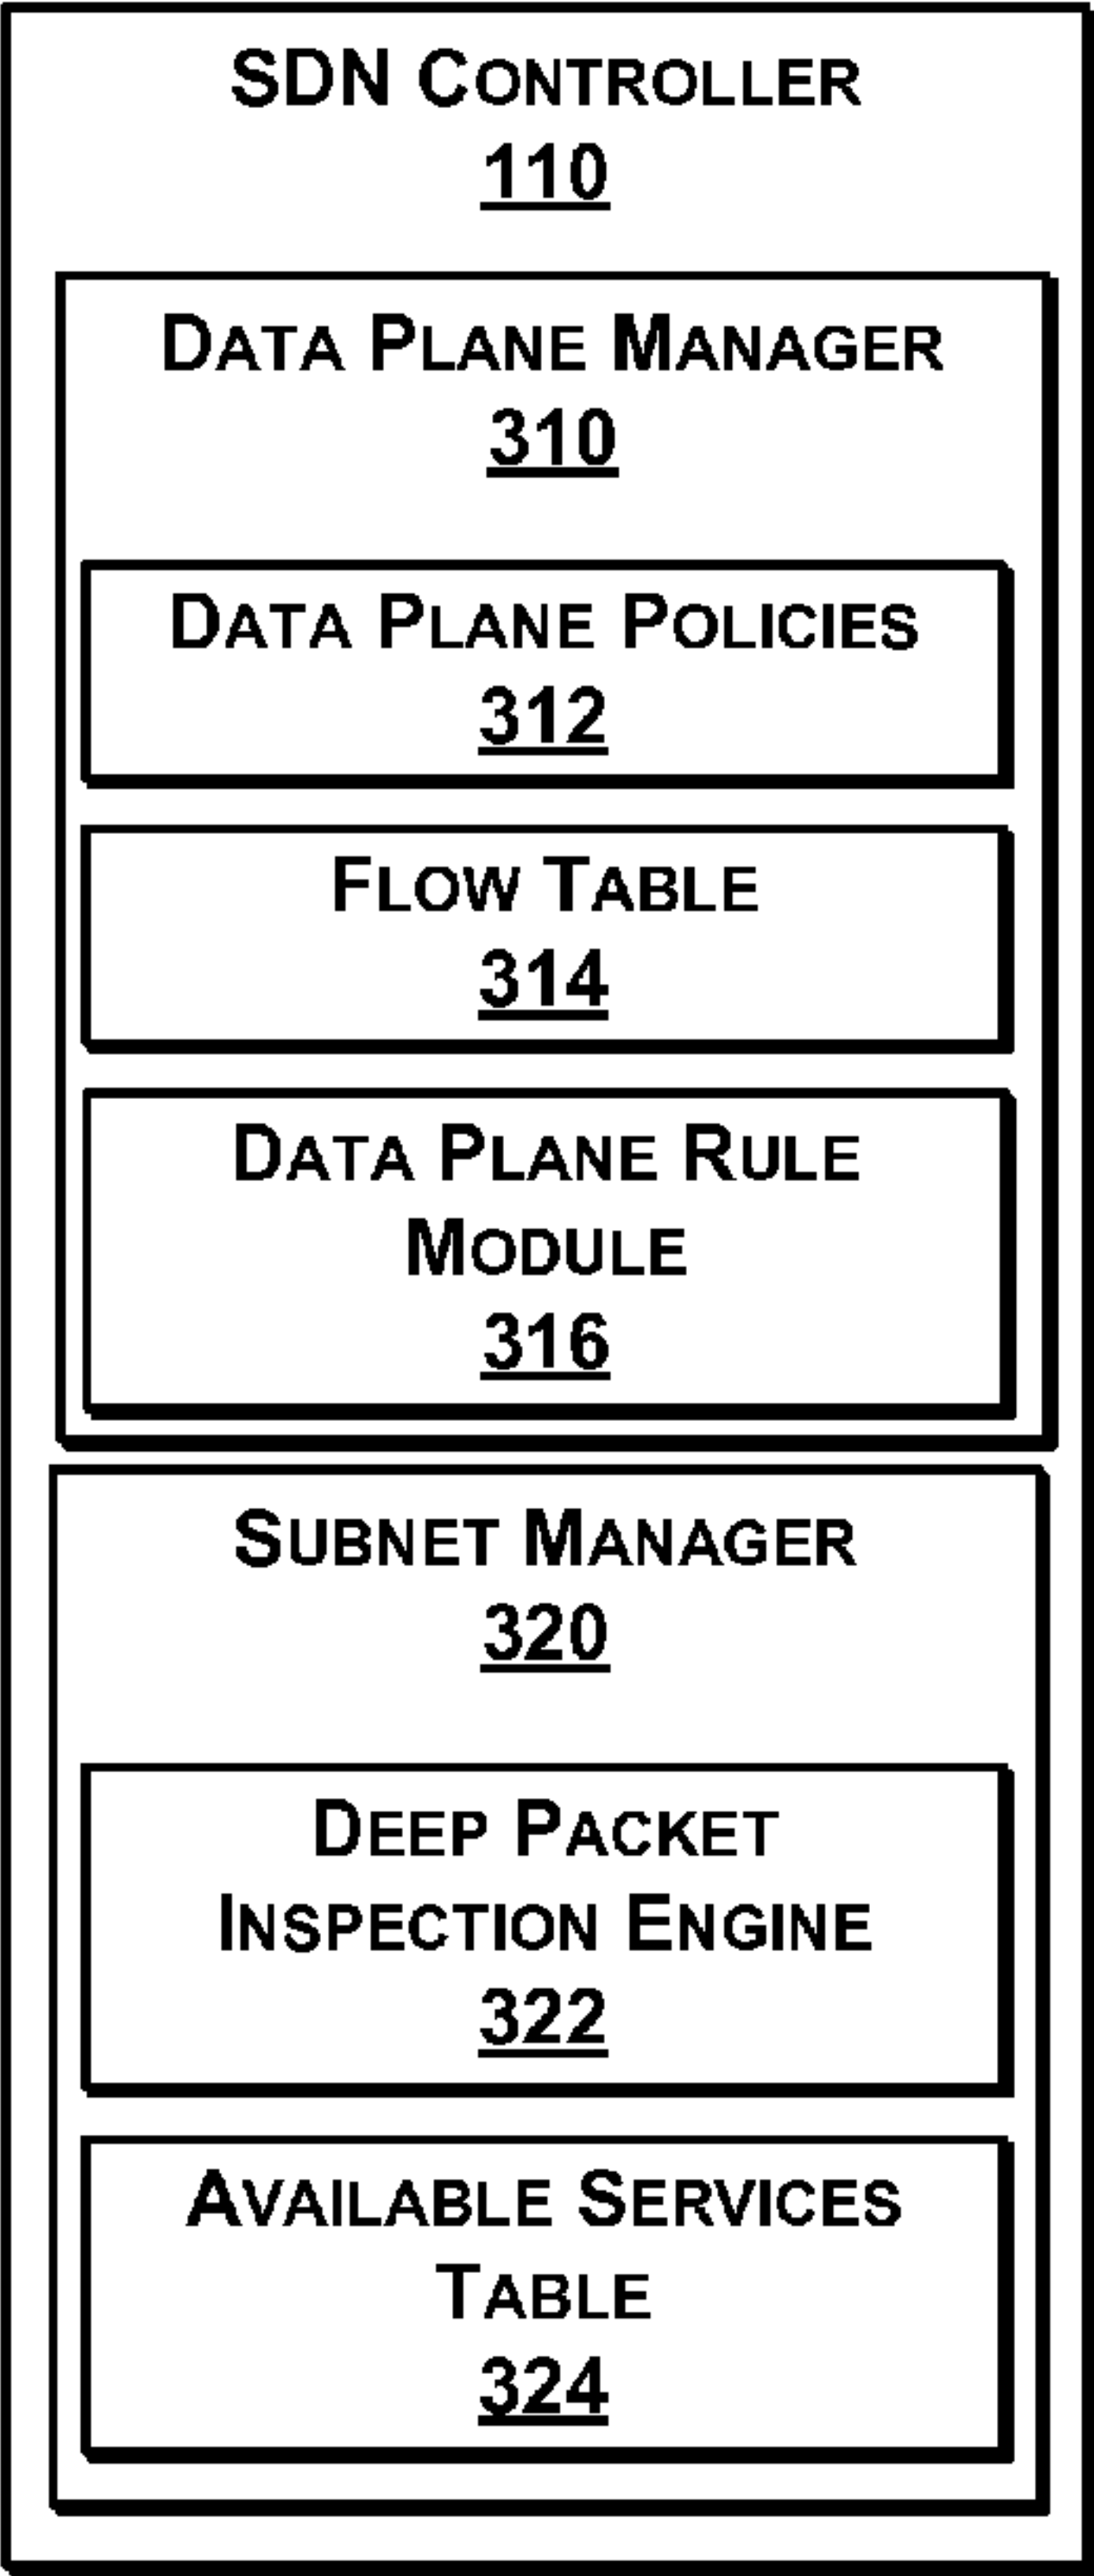 SDN CONTROLLER
110
DATA PLANE MANAGER
310
DATA PLANE POLICIES
312
FLOW TABLE
314
DATA PLANE RULE
MODULE
316
SUBNET MANAGER
320
DEEP PACKET
INSPECTION ENGINE
322
AVAILABLE SERVICES
TABLE
324